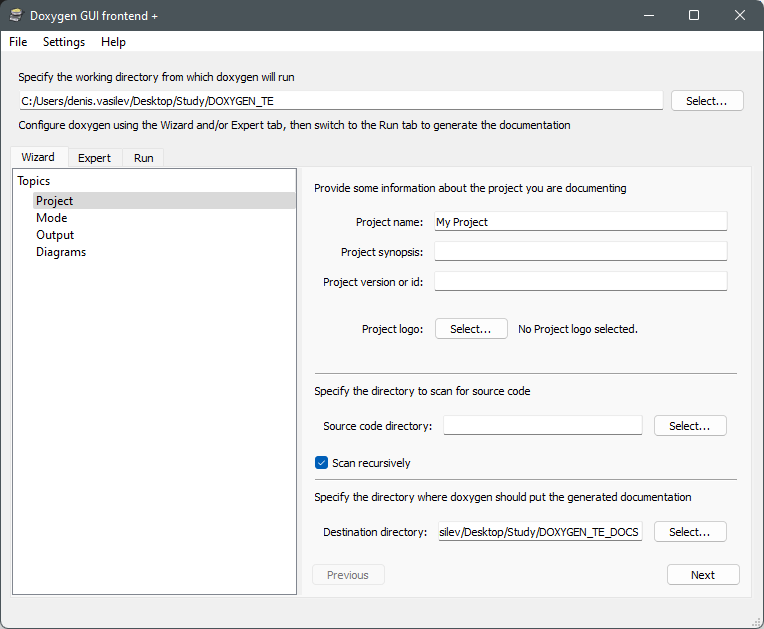 Doxygen GUI frontend +
File Settings Help
Specify the working directory from which doxygen will run
C:/Users/denis.vasilev/Desktop/Study/DOXYGEN_TE
Select...
Configure doxygen using the Wizard and/or Expert tab, then switch to the Run tab to generate the documentation
Wizard Expert Run
Topics
Project
Mode
Output
Diagrams
Provide some information about the project you are documenting
Project name: My Project
Project synopsis:
Project version or id:
Project logo: Select... No Project logo selected.
Specify the directory to scan for source code
Source code directory: Select...
Scan recursively
Specify the directory where doxygen should put the generated documentation
Destination directory: silev/Desktop/Study/DOXYGEN_TE_DOCS Select...
Previous Next